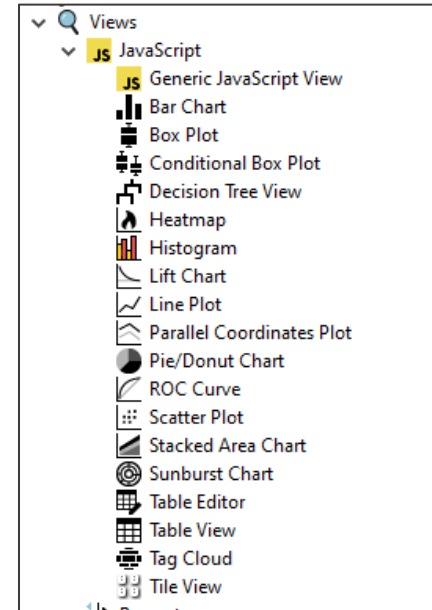 Views
JS JavaScript
JS Generic JavaScript View
Bar Chart
Box Plot
Conditional Box Plot
Decision Tree View
Heatmap
Histogram
Lift Chart
Line Plot
Parallel Coordinates Plot
Pie/Donut Chart
ROC Curve
Scatter Plot
Stacked Area Chart
Sunburst Chart
Table Editor
Table View
Tag Cloud
Tile View